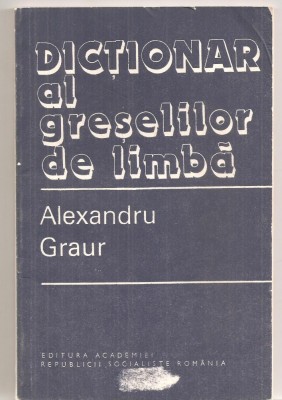 DICȚIONAR
al
greșelilor
de limbă
Alexandru
Graur
EDITURA ACADEMIEI
REPUBLICII SOCIALISTE ROMÂNIA